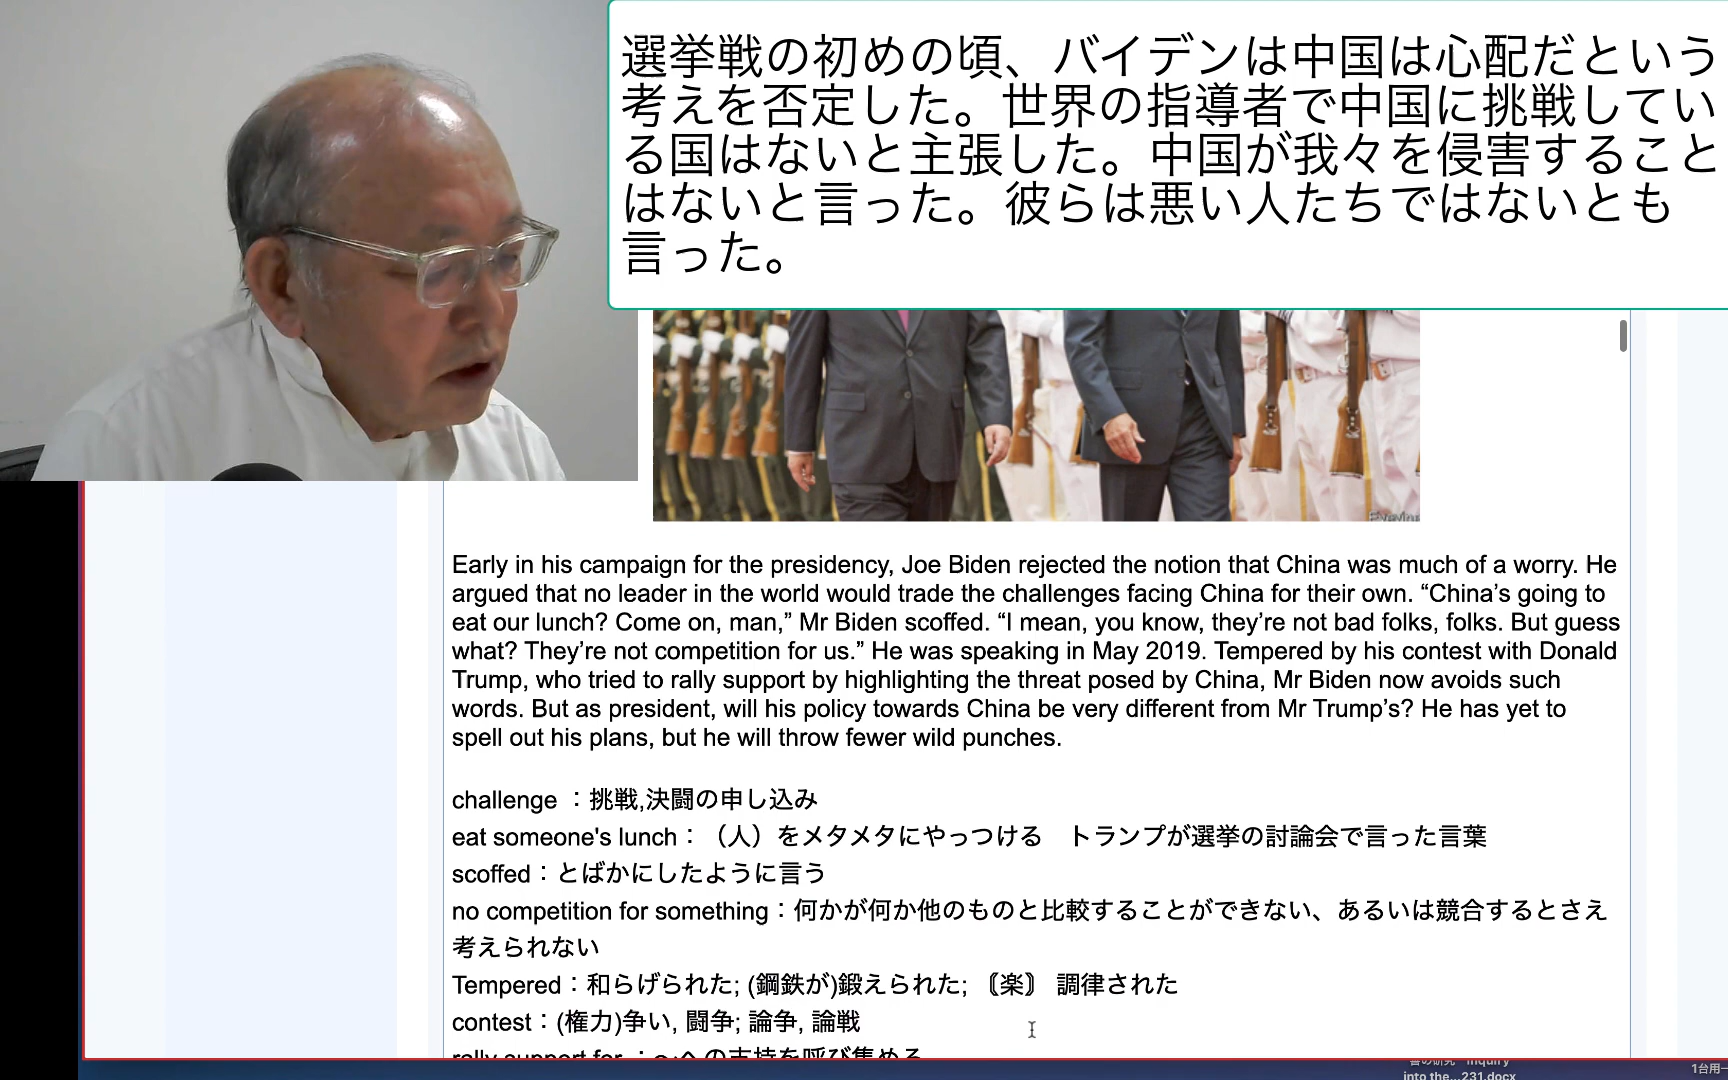 選挙戦の初めの頃、バイデンは中国は心配だという
考えを否定した。世界の指導者で中国に挑戦してい
る国はないと主張した。中国が我々を侵害すること
はないと言った。彼らは悪い人たちではないとも
言った。
Early in his campaign for the presidency, Joe Biden rejected the notion that China was much of a worry. He
argued that no leader in the world would trade the challenges facing China for their own. “China’s going to
eat our lunch? Come on, man,” Mr Biden scoffed. “I mean, you know, they’re not bad folks, folks. But guess
what? They’re not competition for us.” He was speaking in May 2019. Tempered by his contest with Donald
Trump, who tried to rally support by highlighting the threat posed by China, Mr Biden now avoids such
words. But as president, will his policy towards China be very different from Mr Trump’s? He has yet to
spell out his plans, but he will throw fewer wild punches.
challenge ：挑戦,決闘の申し込み
eat someone's lunch：（人）をメタメタにやっつける　トランプが選挙の討論会で言った言葉
scoffed：とばかにしたように言う
no competition for something：何かが何か他のものと比較することができない、あるいは競合するとさえ
考えられない
Tempered：和らげられた; (鋼鉄が)鍛えられた; 〘楽〙 調律された
contest：(権力)争い, 闘争; 論争, 論戦
rally support for ：～への支持を呼び集める
into the...231.docx